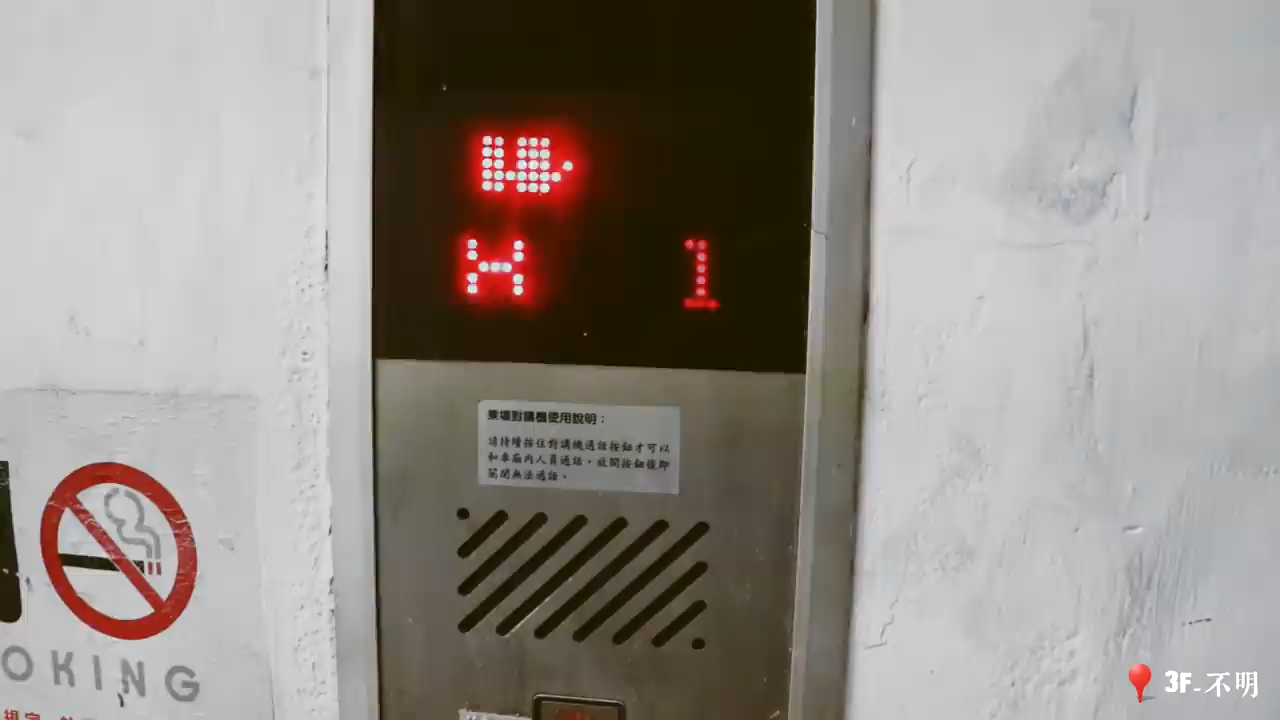 H 1
乘場對講機使用說明：
請持續按住對講機通話按鈕才可以
和車廂內人員通話，放開按鈕後即
關閉無法通話。
OKING
3F-不明